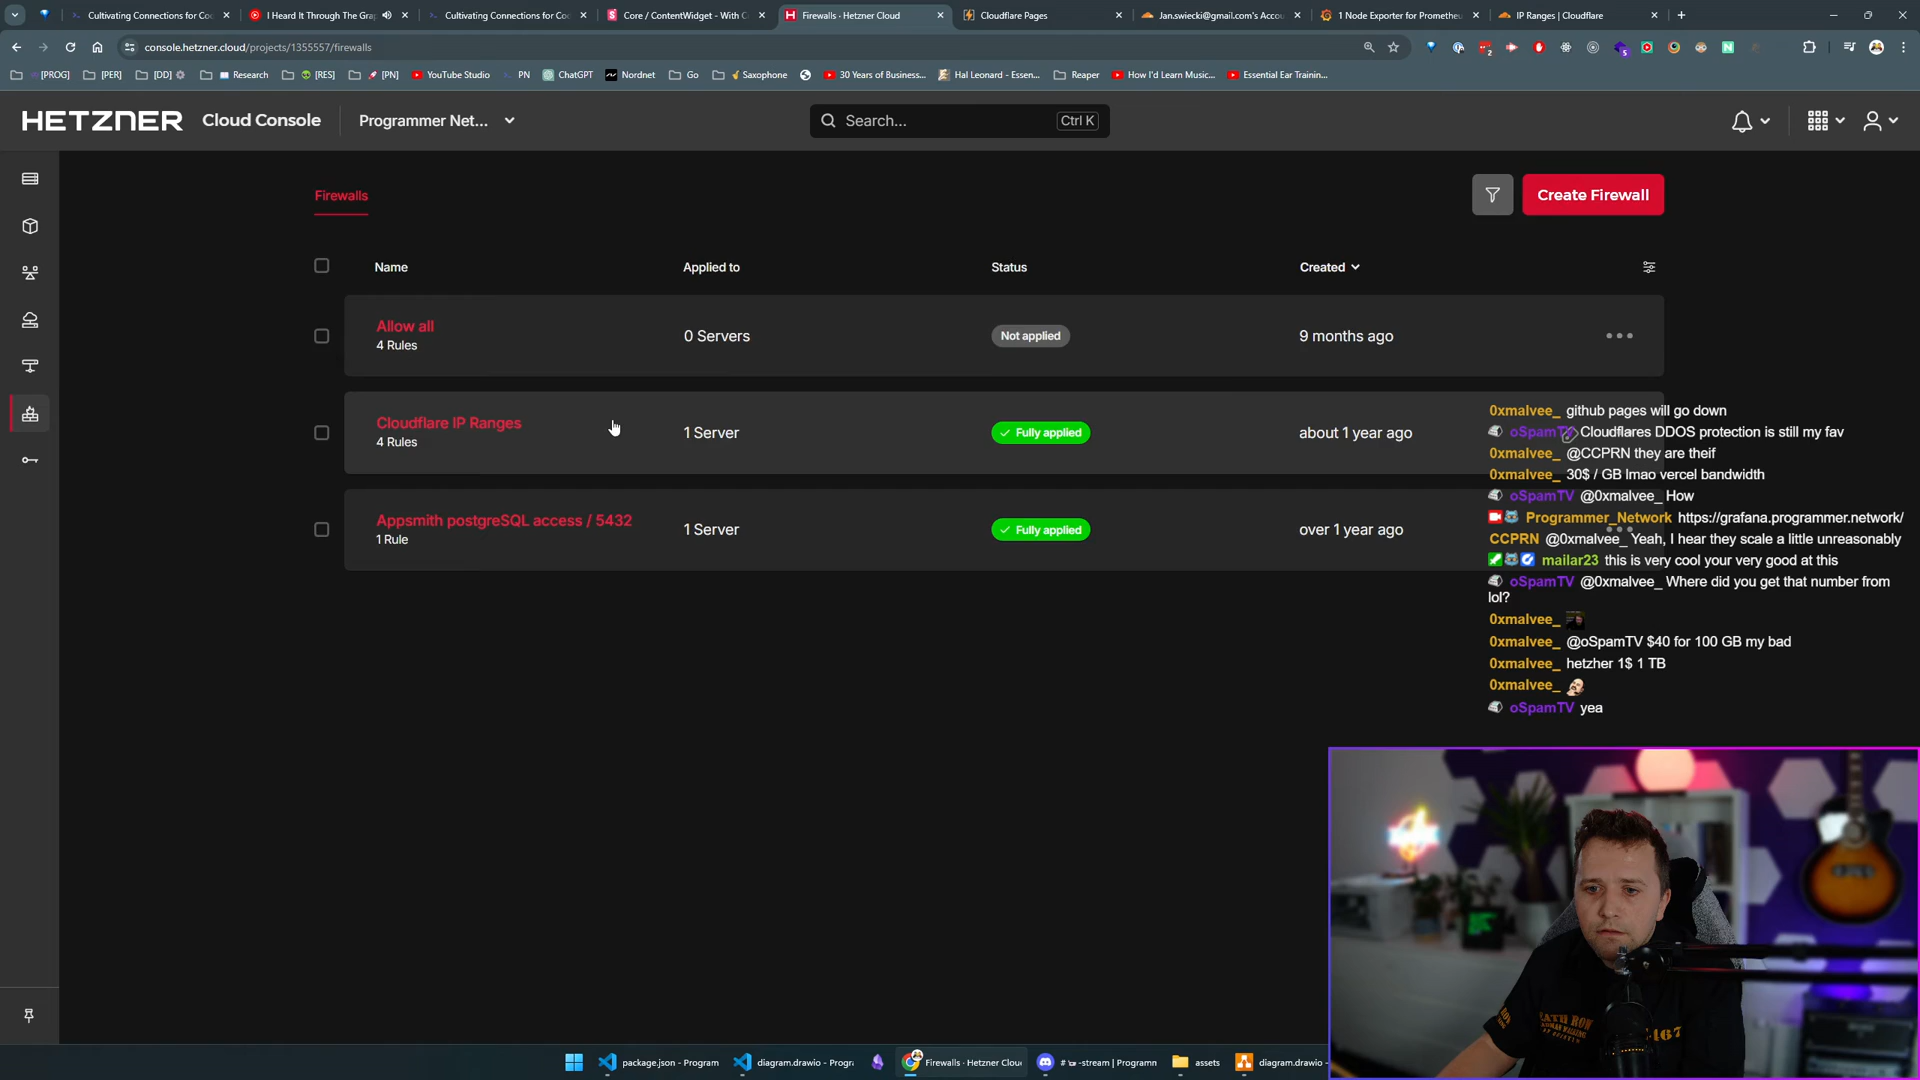 Cultivating Connections for Co
I Heard It Through The Gra
Cultivating Connections for Co
Core / ContentWidget - With C
Firewalls - Hetzner Cloud
Cloudflare Pages
Jan.swiecki@gmail.com's Accou
1 Node Exporter for Prometheu
IP Ranges | Cloudflare
console.hetzner.cloud/projects/1355557/firewalls
[PROG]
[PER]
[DD]
Research
[RES]
[PN]
YouTube Studio
PN
ChatGPT
Nordnet
Go
Saxophone
30 Years of Business...
Hal Leonard - Essen...
Reaper
How I'd Learn Music...
Essential Ear Trainin...
HETZNER Cloud Console
Programmer Net...
Search...
Ctrl K
Firewalls
Create Firewall
Name
Applied to
Status
Created
Allow all
4 Rules
0 Servers
Not applied
9 months ago
Cloudflare IP Ranges
4 Rules
1 Server
Fully applied
about 1 year ago
Appsmith postgreSQL access / 5432
1 Rule
1 Server
Fully applied
over 1 year ago
0xmalvee_ github pages will go down
oSpamTV Cloudflares DDOS protection is still my fav
0xmalvee_ @CCPRN they are theif
0xmalvee_ 30$ / GB lmao vercel bandwidth
oSpamTV @0xmalvee_ How
Programmer_Network https://grafana.programmer.network/
CCPRN @0xmalvee_ Yeah, I hear they scale a little unreasonably
mailar23 this is very cool your very good at this
oSpamTV @0xmalvee_ Where did you get that number from
lol?
0xmalvee_
0xmalvee_ @oSpamTV $40 for 100 GB my bad
0xmalvee_ hetzher 1$ 1 TB
0xmalvee_
oSpamTV yea
package.json - Program
diagram.drawio - Progra
Firewalls - Hetzner Clou
-stream | Programm
assets
diagram.drawio -